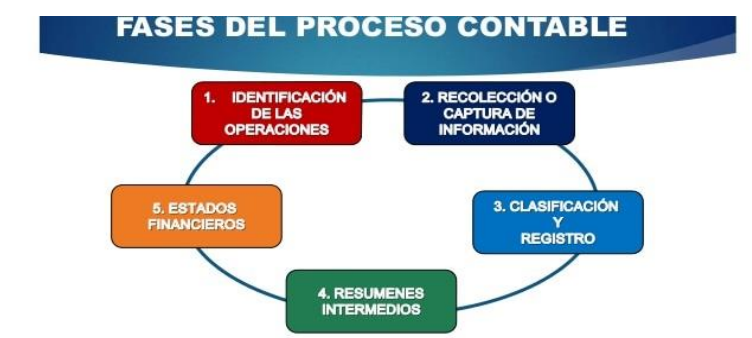 FASES DEL PROCESO CONTABLE
1. IDENTIFICACIÓN
DE LAS
OPERACIONES
2. RECOLECCIÓN O
CAPTURA DE
INFORMACIÓN
3. CLASIFICACIÓN
Y
REGISTRO
4. RESUMENES
INTERMEDIOS
5. ESTADOS
FINANCIEROS